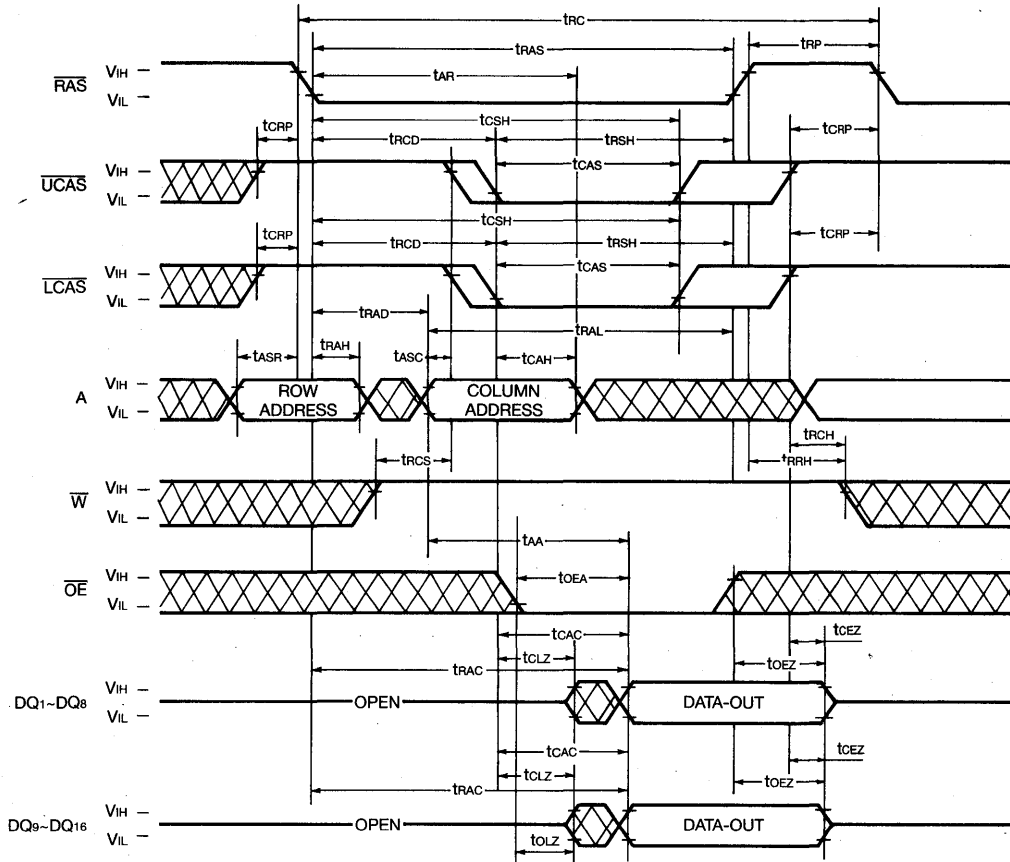 tRC
tRAS tRP
RAS VIH tAR
VIL
tCSH
tCRP tRCD tRSH tCRP
UCAS VIH tCAS
VIL
tCSH
tCRP tRCD tRSH tCRP
LCAS VIH tCAS
VIL
tRAD tRAL
tASR tRAH tASC tCAH
A VIH ROW ADDRESS COLUMN ADDRESS
VIL
tRCH
tRCS tRRH
W VIH
VIL
tAA
OE VIH tOEA
VIL
tCAC tCEZ
tCLZ tOEZ
tRAC
DQ1~DQ8 VIH OPEN DATA-OUT
VIL
tCAC tCEZ
tCLZ tOEZ
tRAC
DQ9~DQ16 VIH OPEN DATA-OUT
VIL
tOLZ